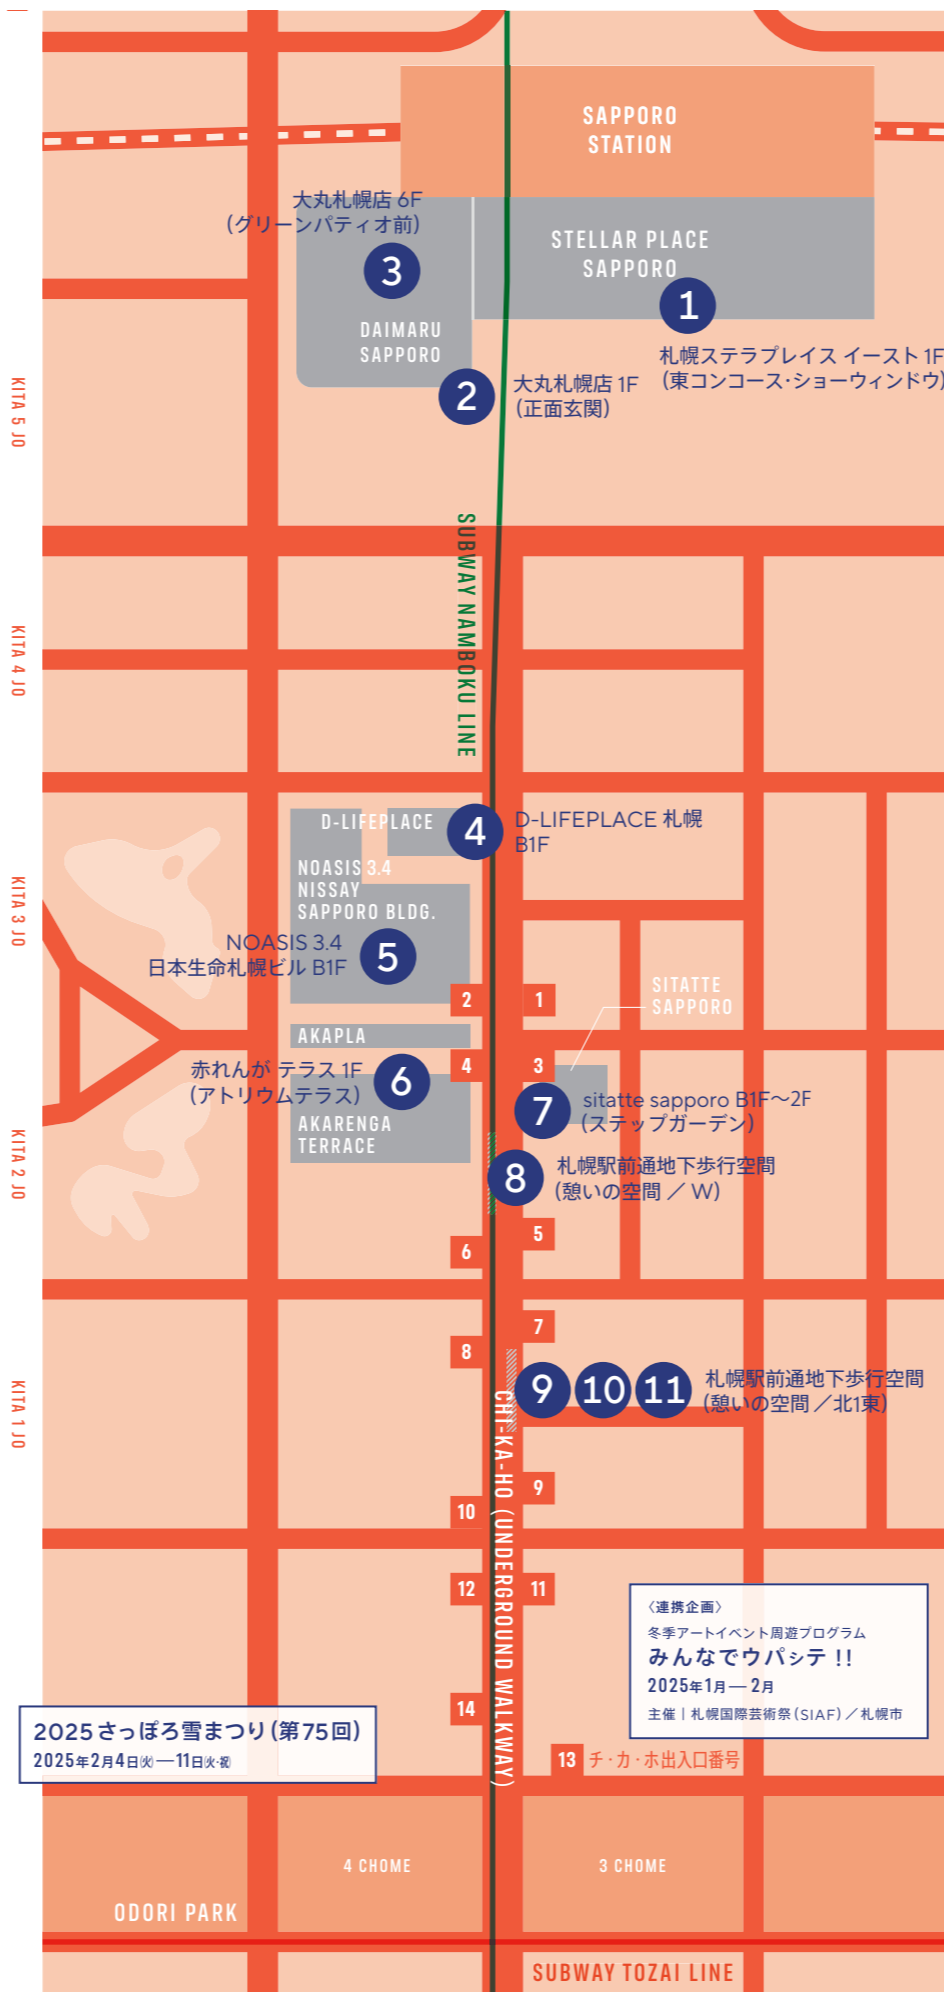 SAPPORO
STATION
大丸札幌店 6F
(グリーンパティオ前)
3
STELLAR PLACE
SAPPORO
1
DAIMARU
SAPPORO
札幌ステラプレイス イースト 1F
(東コンコース・ショーウィンドウ)
2
大丸札幌店 1F
(正面玄関)
KITA 5 JO
SUBWAY NAMBOKU LINE
KITA 4 JO
D-LIFEPLACE
4
D-LIFEPLACE 札幌
B1F
NOASIS 3.4
NISSAY
SAPPORO BLDG.
KITA 3 JO
NOASIS 3.4
日本生命札幌ビル B1F
5
2
1
SITATTE
SAPPORO
AKAPLA
4
3
赤れんが テラス 1F
(アトリウムテラス)
6
AKARENGA
TERRACE
7
sitatte sapporo B1F〜2F
(ステップガーデン)
KITA 2 JO
8
札幌駅前通地下歩行空間
(憩いの空間 / W)
6
5
7
8
KITA 1 JO
9
10
11
札幌駅前通地下歩行空間
(憩いの空間 / 北1東)
CHI-KA-HO (UNDERGROUND WALKWAY)
9
10
12
11
〈連携企画〉
冬季アートイベント周遊プログラム
みんなでウパㇱテ !!
2025年1月—2月
主催｜札幌国際芸術祭(SIAF)／札幌市
14
2025さっぽろ雪まつり(第75回)
2025年2月4日(火)—11日(火・祝)
13 チ・カ・ホ出入口番号
4 CHOME
3 CHOME
ODORI PARK
SUBWAY TOZAI LINE